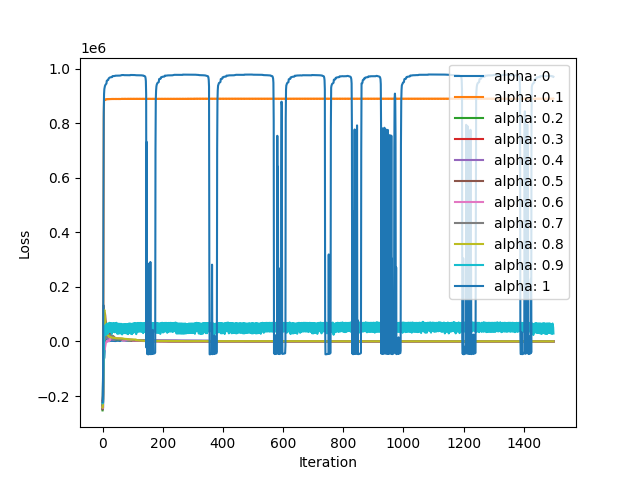 1e6
1.0
0.8
0.6
0.4
0.2
0.0
−0.2
Loss
0
200
400
600
800
1000
1200
1400
Iteration
alpha: 0
alpha: 0.1
alpha: 0.2
alpha: 0.3
alpha: 0.4
alpha: 0.5
alpha: 0.6
alpha: 0.7
alpha: 0.8
alpha: 0.9
alpha: 1